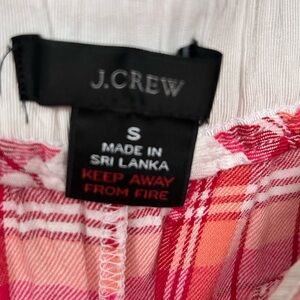 J.CREW
S
MADE IN
SRI LANKA
KEEP AWAY
FROM FIRE